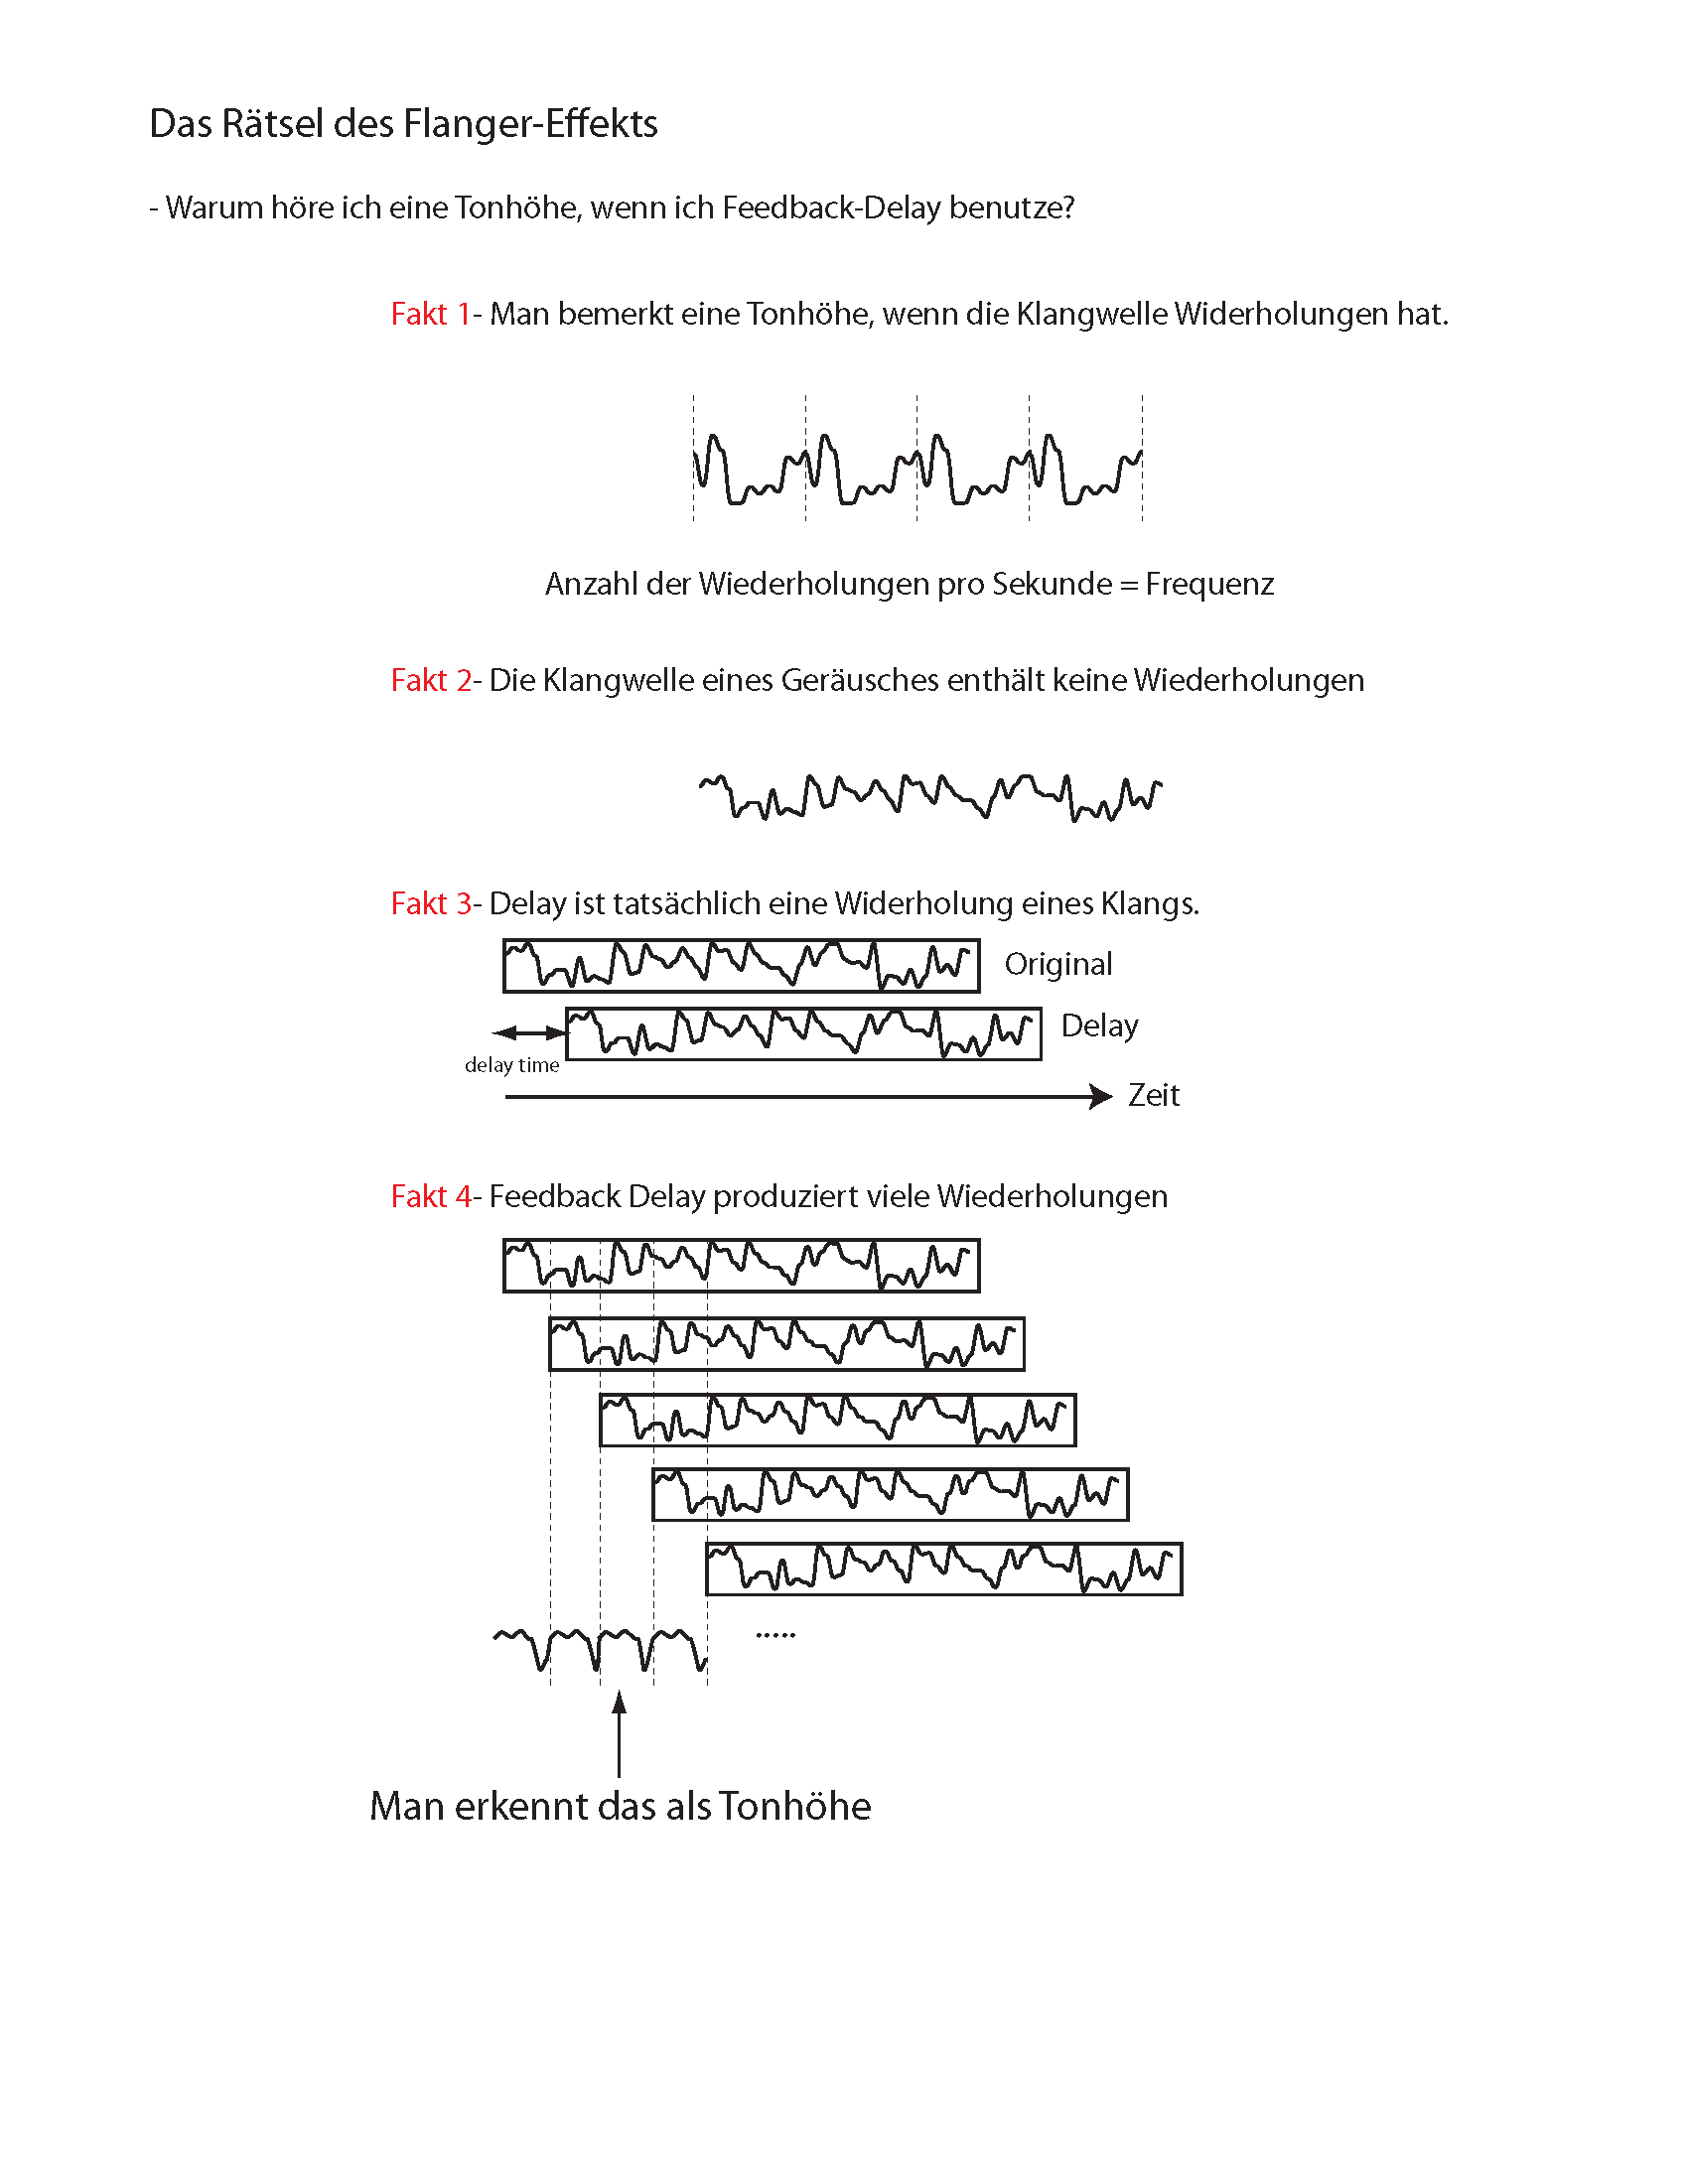 Das Rätsel des Flanger-Effekts
- Warum höre ich eine Tonhöhe, wenn ich Feedback-Delay benutze?
Fakt 1- Man bemerkt eine Tonhöhe, wenn die Klangwelle Widerholungen hat.
Anzahl der Wiederholungen pro Sekunde = Frequenz
Fakt 2- Die Klangwelle eines Geräusches enthält keine Wiederholungen
Fakt 3- Delay ist tatsächlich eine Widerholung eines Klangs.
Original
Delay
delay time
Zeit
Fakt 4- Feedback Delay produziert viele Wiederholungen
.....
Man erkennt das als Tonhöhe